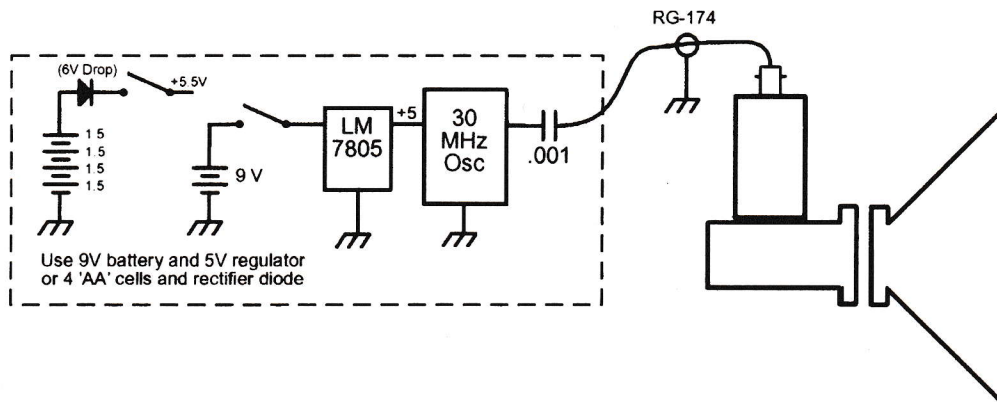 RG-174
(6V Drop)
+5.5V
1.5
1.5
1.5
1.5
9 V
LM
7805
+5
30
MHz
Osc
.001
Use 9V battery and 5V regulator
or 4 'AA' cells and rectifier diode